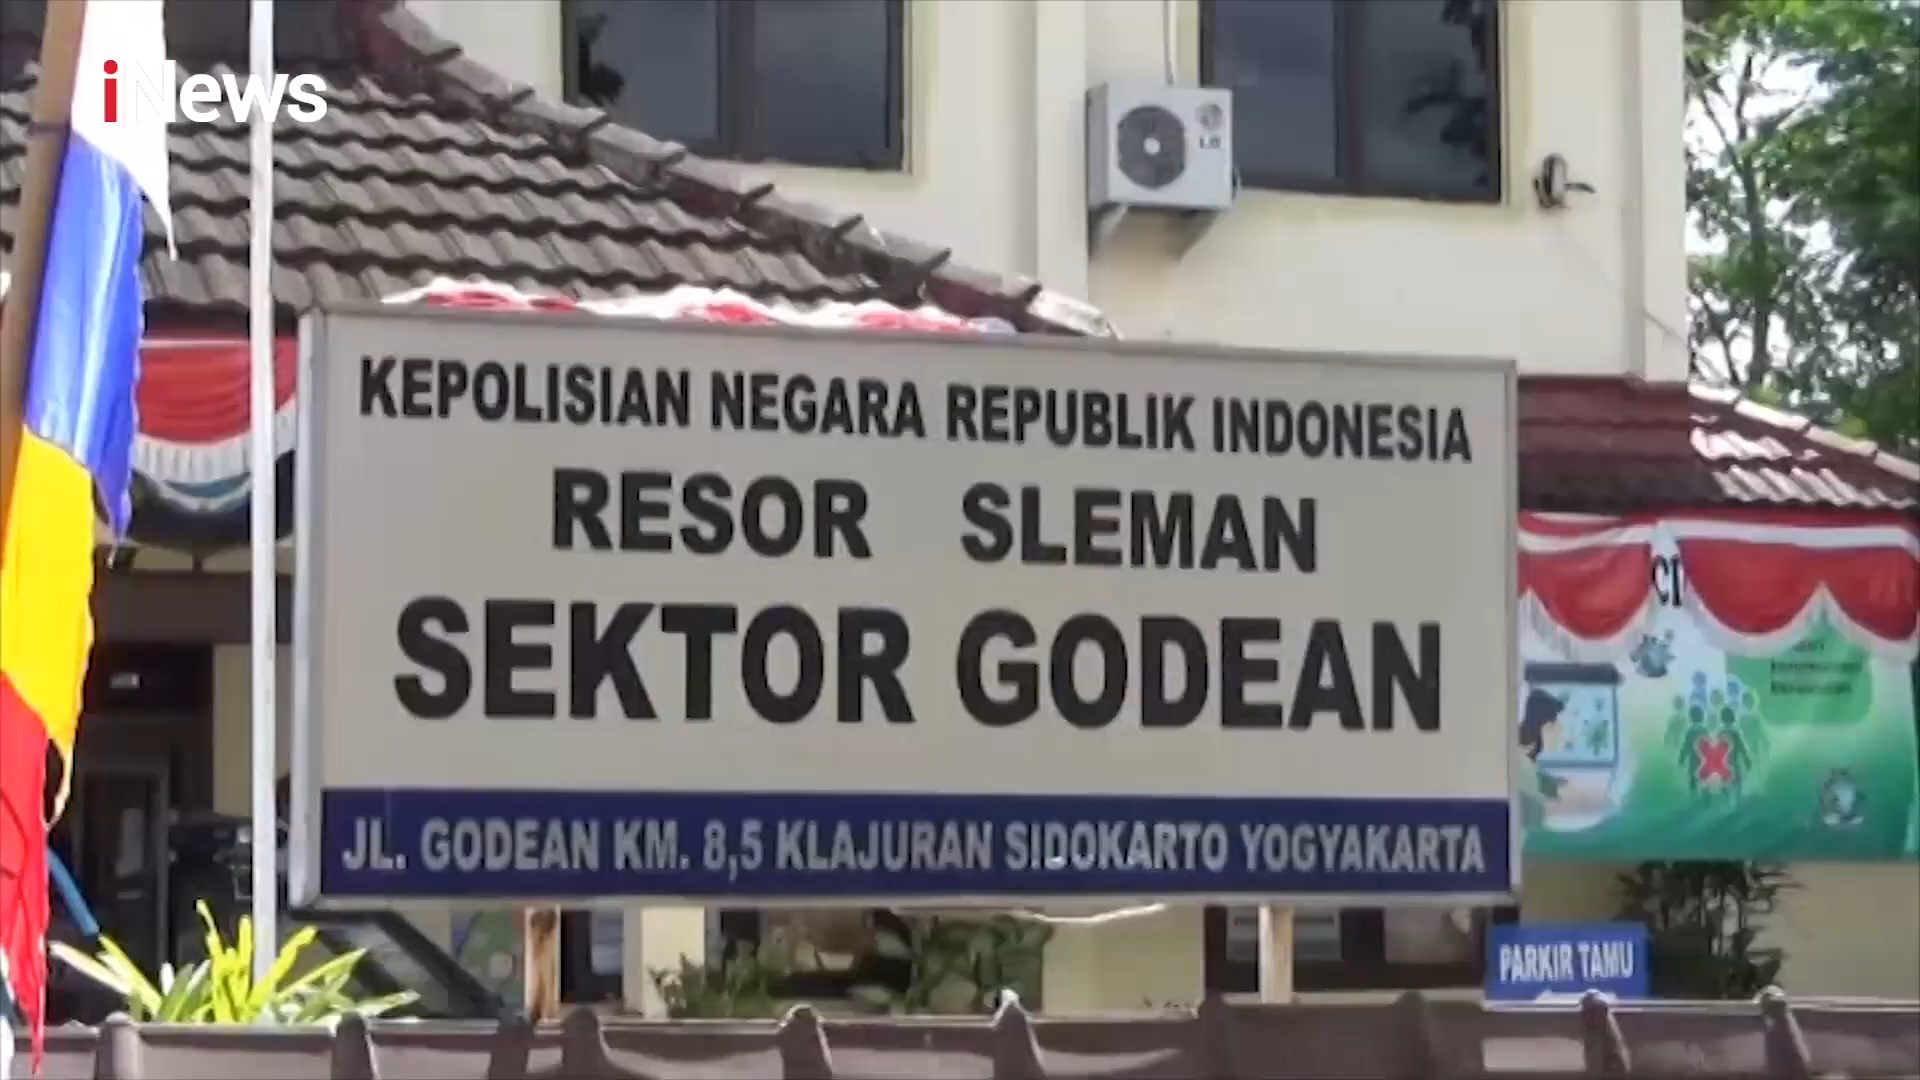 iNews
LG
KEPOLISIAN NEGARA REPUBLIK INDONESIA
RESOR SLEMAN
SEKTOR GODEAN
JL. GODEAN KM. 8,5 KLAJURAN SIDOKARTO YOGYAKARTA
PARKIR TAMU